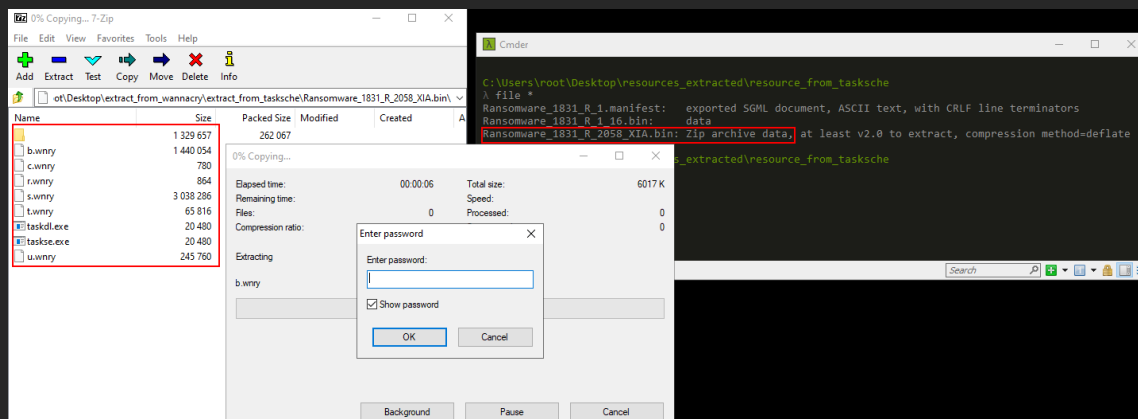 0% Copying... 7-Zip
File Edit View Favorites Tools Help
Add Extract Test Copy Move Delete Info
ot\Desktop\extract_from_wannacry\extract_from_tasksche\Ransomware_1831_R_2058_XIA.bin\
Name Size Packed Size Modified Created A
1 329 657 262 067
b.wnry 1 440 054
c.wnry 780
r.wnry 864
s.wnry 3 038 286
t.wnry 65 816
taskdl.exe 20 480
taskse.exe 20 480
u.wnry 245 760
0% Copying...
Elapsed time: 00:00:06 Total size: 6017 K
Remaining time: Speed:
Files: 0 Processed: 0
Compression ratio: 0
Extracting
b.wnry
Enter password
Enter password:
Show password
OK Cancel
Background Pause Cancel
Cmder
C:\Users\root\Desktop\resources_extracted\resource_from_tasksche
λ file *
Ransomware_1831_R_1.manifest: exported SGML document, ASCII text, with CRLF line terminators
Ransomware_1831_R_1_16.bin: data
Ransomware_1831_R_2058_XIA.bin: Zip archive data, at least v2.0 to extract, compression method=deflate
s_extracted\resource_from_tasksche
Search